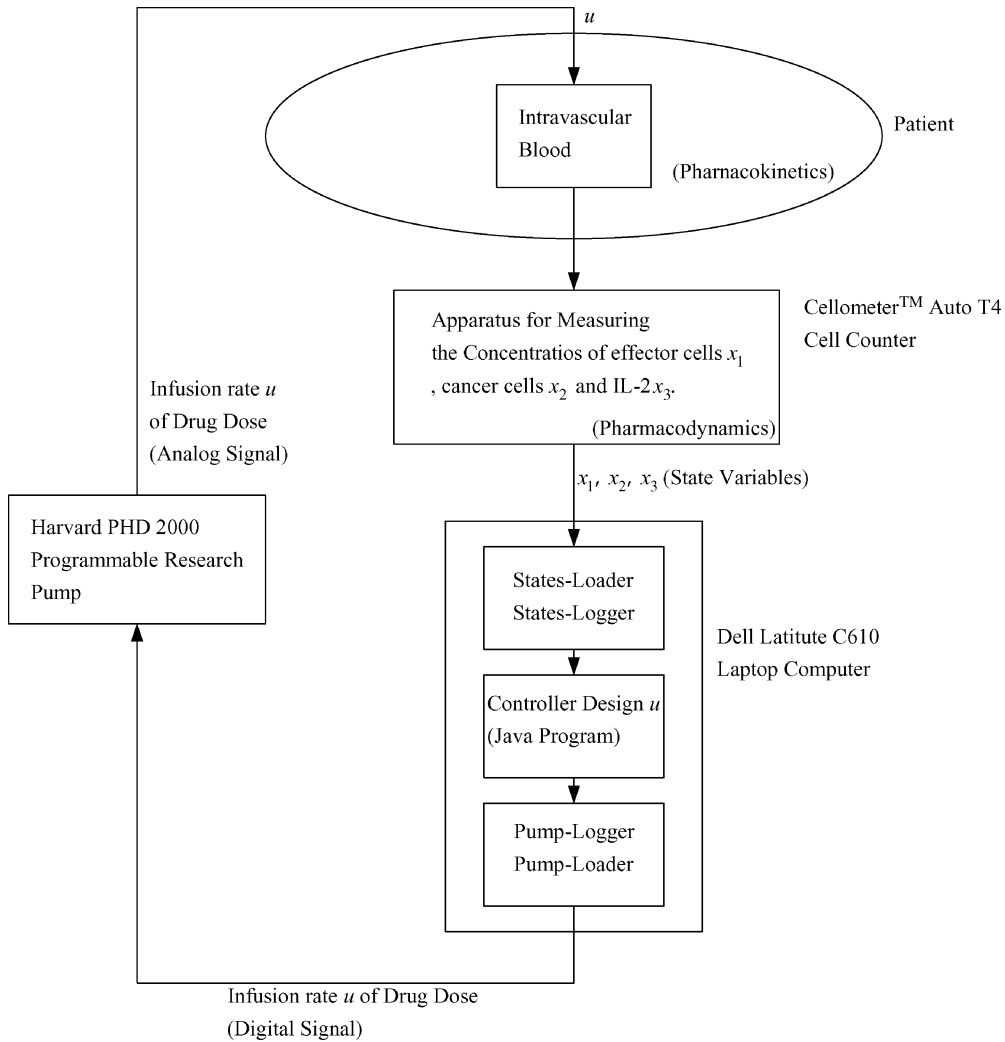 u
Intravascular
Blood
(Pharnacokinetics)
Patient
Apparatus for Measuring
the Concentratios of effector cells x1
, cancer cells x2 and IL-2x3.
(Pharmacodynamics)
Cellometer™ Auto T4
Cell Counter
x1, x2, x3 (State Variables)
States-Loader
States-Logger
Controller Design u
(Java Program)
Pump-Logger
Pump-Loader
Dell Latitute C610
Laptop Computer
Infusion rate u of Drug Dose
(Digital Signal)
Harvard PHD 2000
Programmable Research
Pump
Infusion rate u
of Drug Dose
(Analog Signal)